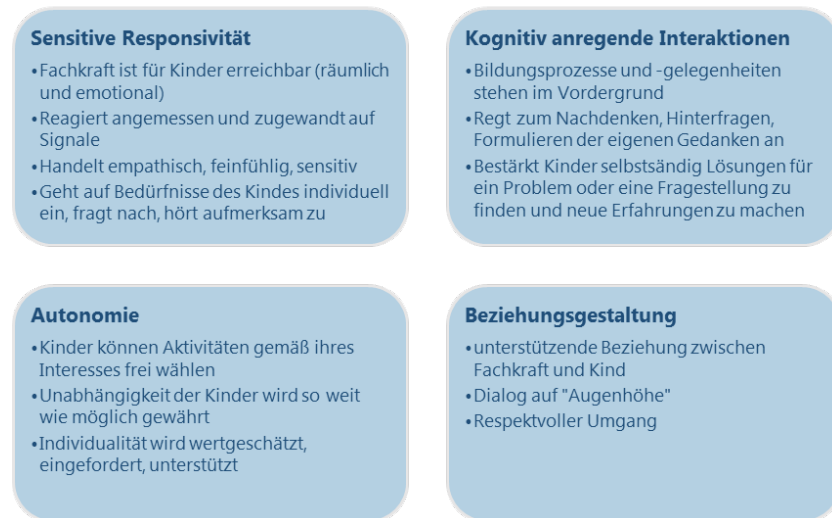 Sensitive Responsivität
•Fachkraft ist für Kinder erreichbar (räumlich
und emotional)
•Reagiert angemessen und zugewandt auf
Signale
•Handelt empathisch, feinfühlig, sensitiv
•Geht auf Bedürfnisse des Kindes individuell
ein, fragt nach, hört aufmerksam zu
Kognitiv anregende Interaktionen
•Bildungsprozesse und -gelegenheiten
stehen im Vordergrund
•Regt zum Nachdenken, Hinterfragen,
Formulieren der eigenen Gedanken an
•Bestärkt Kinder selbstsändig Lösungen für
ein Problem oder eine Fragestellung zu
finden und neue Erfahrungen zu machen
Autonomie
•Kinder können Aktivitäten gemäß ihres
Interesses frei wählen
•Unabhängigkeit der Kinder wird so weit
wie möglich gewährt
•Individualität wird wertgeschätzt,
eingefordert, unterstützt
Beziehungsgestaltung
•unterstützende Beziehung zwischen
Fachkraft und Kind
•Dialog auf "Augenhöhe"
•Respektvoller Umgang